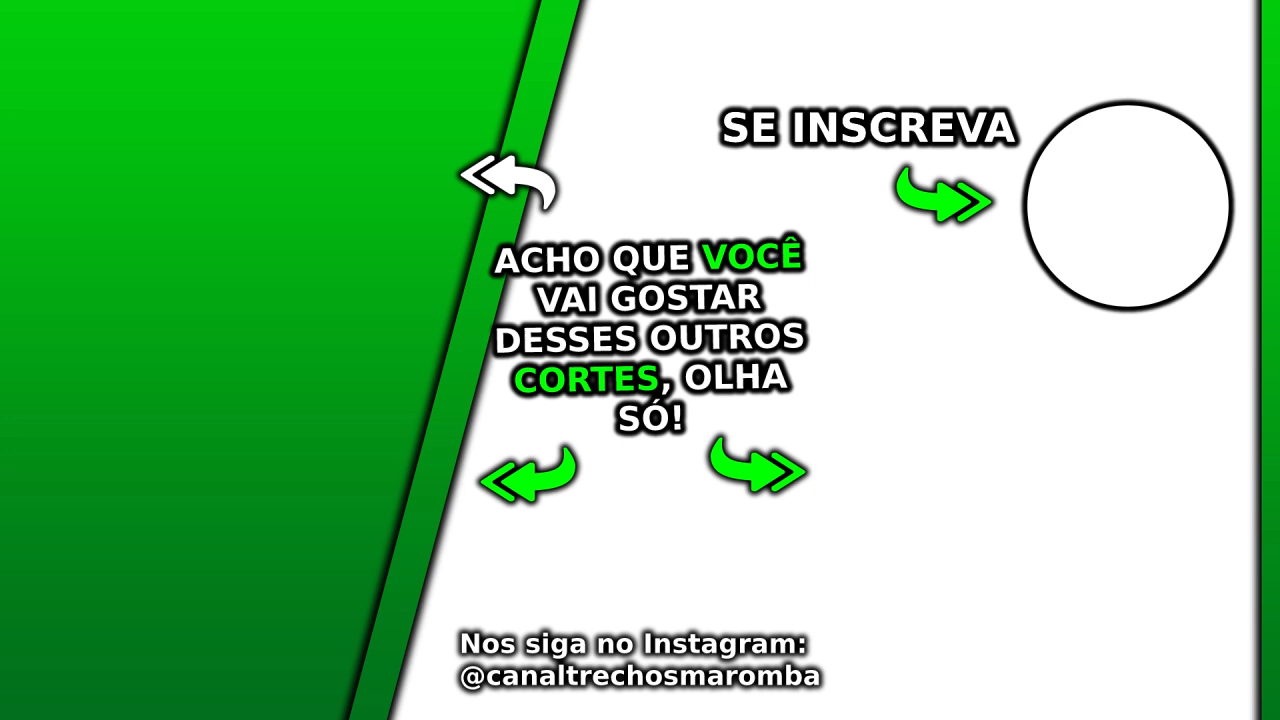 SE INSCREVA
ACHO QUE VOCÊ
VAI GOSTAR
DESSES OUTROS
CORTES, OLHA
SÓ!
Nos siga no Instagram:
@canaltrechosmaromba